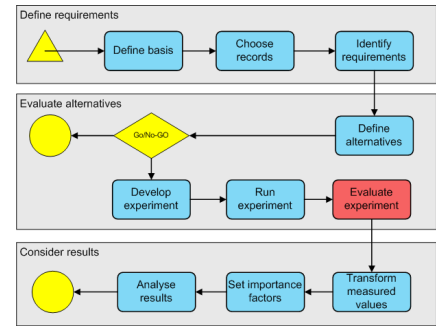 Define requirements
Define basis
Choose
records
Identify
requirements
Evaluate alternatives
Go/No-GO
Define
alternatives
Develop
experiment
Run
experiment
Evaluate
experiment
Consider results
Analyse
results
Set importance
factors
Transform
measured
values